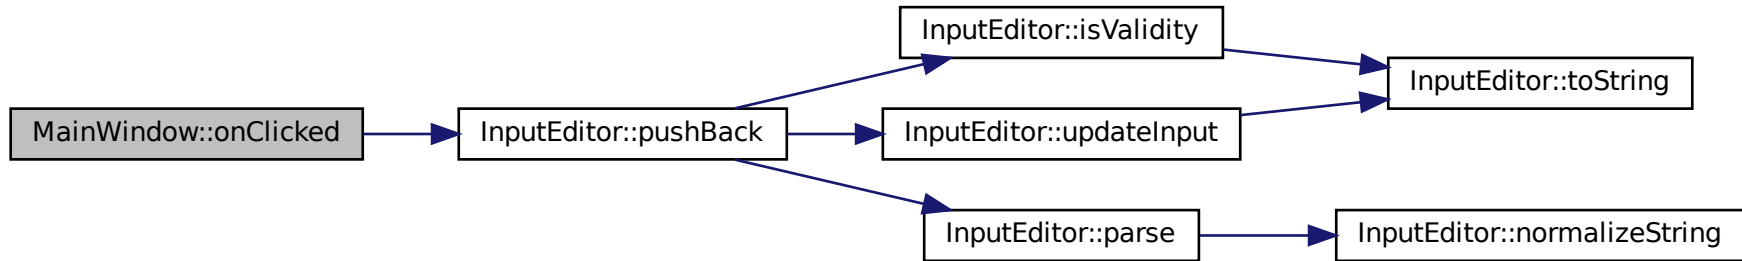 MainWindow::onClicked
InputEditor::pushBack
InputEditor::isValidity
InputEditor::updateInput
InputEditor::parse
InputEditor::toString
InputEditor::normalizeString